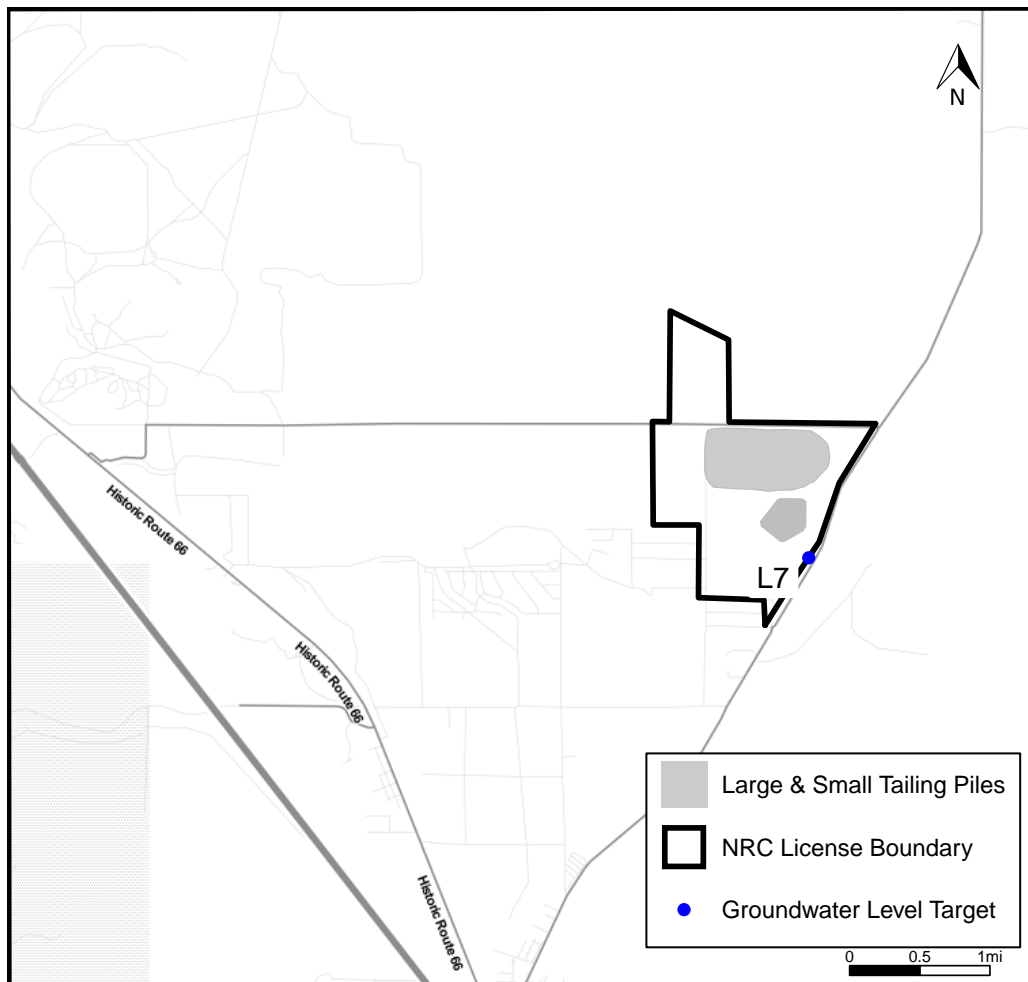 N
Historic Route 66
L7
Historic Route 66
Large & Small Tailing Piles
NRC License Boundary
Historic Route 66
Groundwater Level Target
0 0.5 1mi